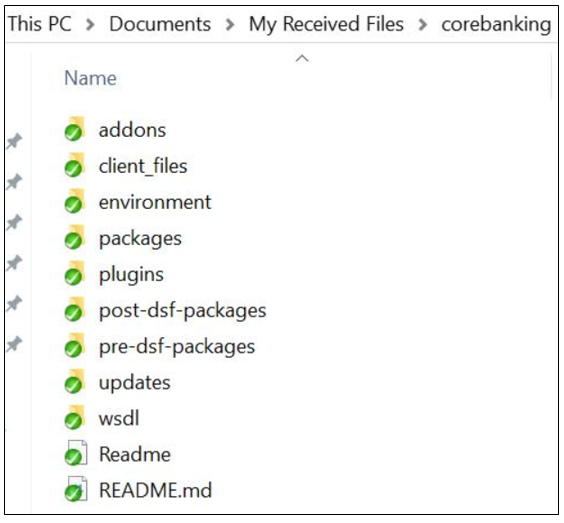 This PC > Documents > My Received Files > corebanking
Name
addons
client_files
environment
packages
plugins
post-dsf-packages
pre-dsf-packages
updates
wsdl
Readme
README.md